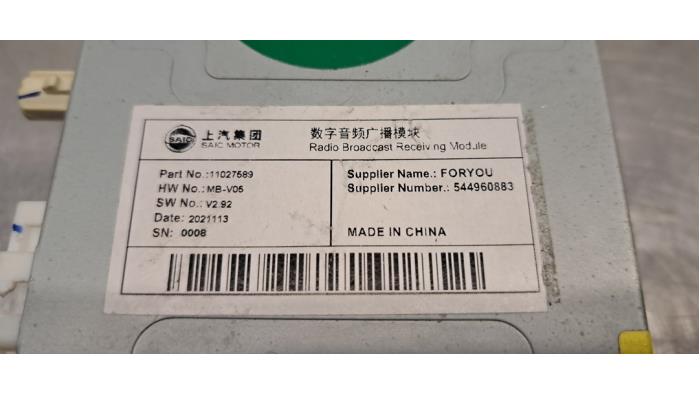 SAIC 上汽集团 数字音频广播模块
SAIC MOTOR Radio Broadcast Receiving Module
Part No.:11027589 Supplier Name.: FORYOU
HW No.: MB-V05 Supplier Number.: 544960883
SW No.: V2.92
Date: 2021113
SN: 0008 MADE IN CHINA